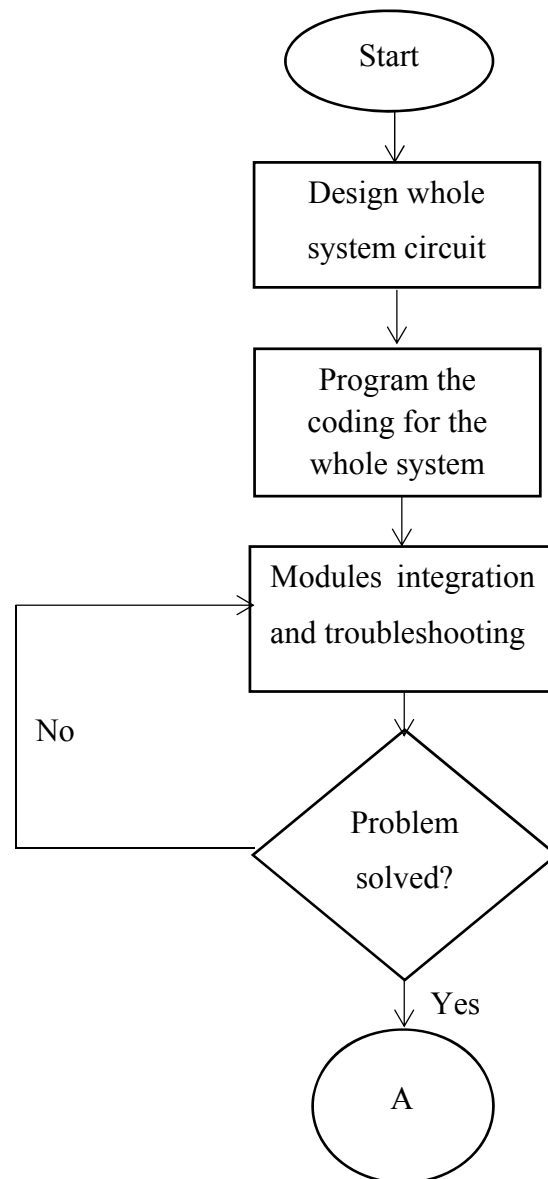 Start
Design whole
system circuit
Program the
coding for the
whole system
Modules integration
and troubleshooting
No
Problem
solved?
Yes
A